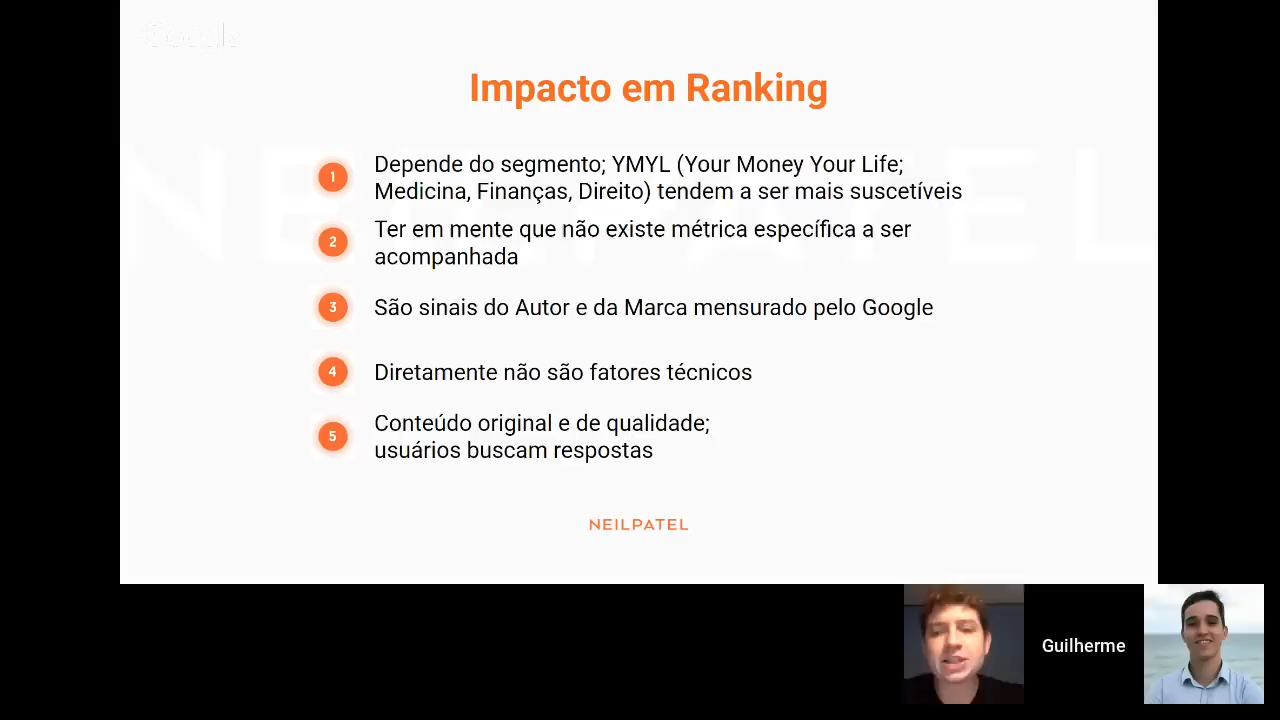 Impacto em Ranking
1
Depende do segmento; YMYL (Your Money Your Life;
Medicina, Finanças, Direito) tendem a ser mais suscetíveis
2
Ter em mente que não existe métrica específica a ser
acompanhada
3
São sinais do Autor e da Marca mensurado pelo Google
4
Diretamente não são fatores técnicos
5
Conteúdo original e de qualidade;
usuários buscam respostas
NEILPATEL
NEILPATEL
Guilherme